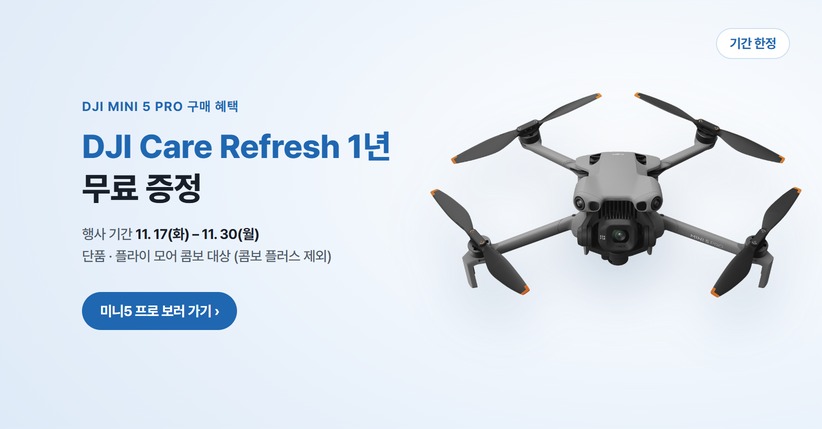 기간 한정
DJI MINI 5 PRO 구매 혜택
DJI Care Refresh 1년
무료 증정
행사 기간 11. 17(화) – 11. 30(월)
단품 · 플라이 모어 콤보 대상 (콤보 플러스 제외)
미니5 프로 보러 가기 ›